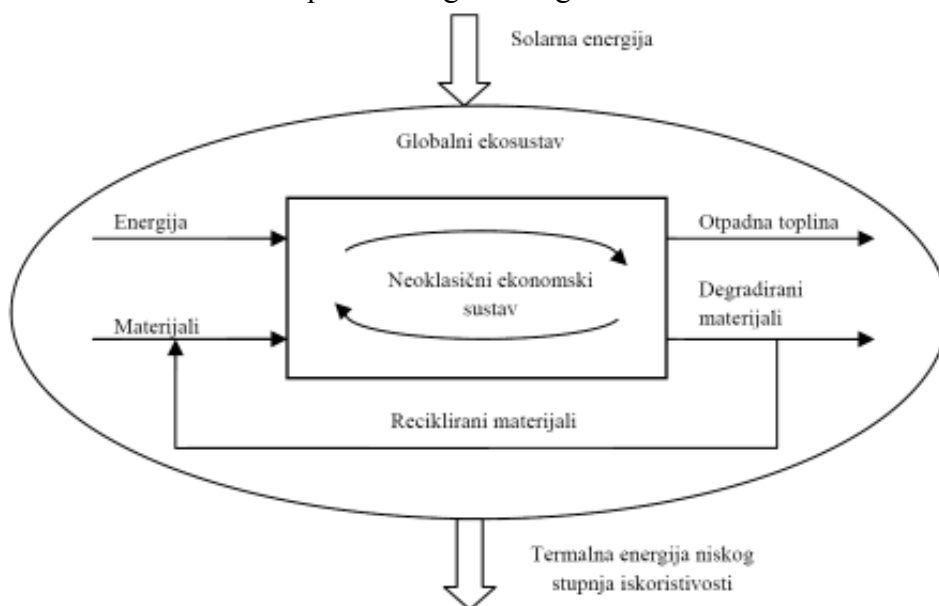 Solarna energija
Globalni ekosustav
Energija
Otpadna toplina
Neoklasični ekonomski
sustav
Degradirani
materijali
Materijali
Reciklirani materijali
Termalna energija niskog
stupnja iskoristivosti